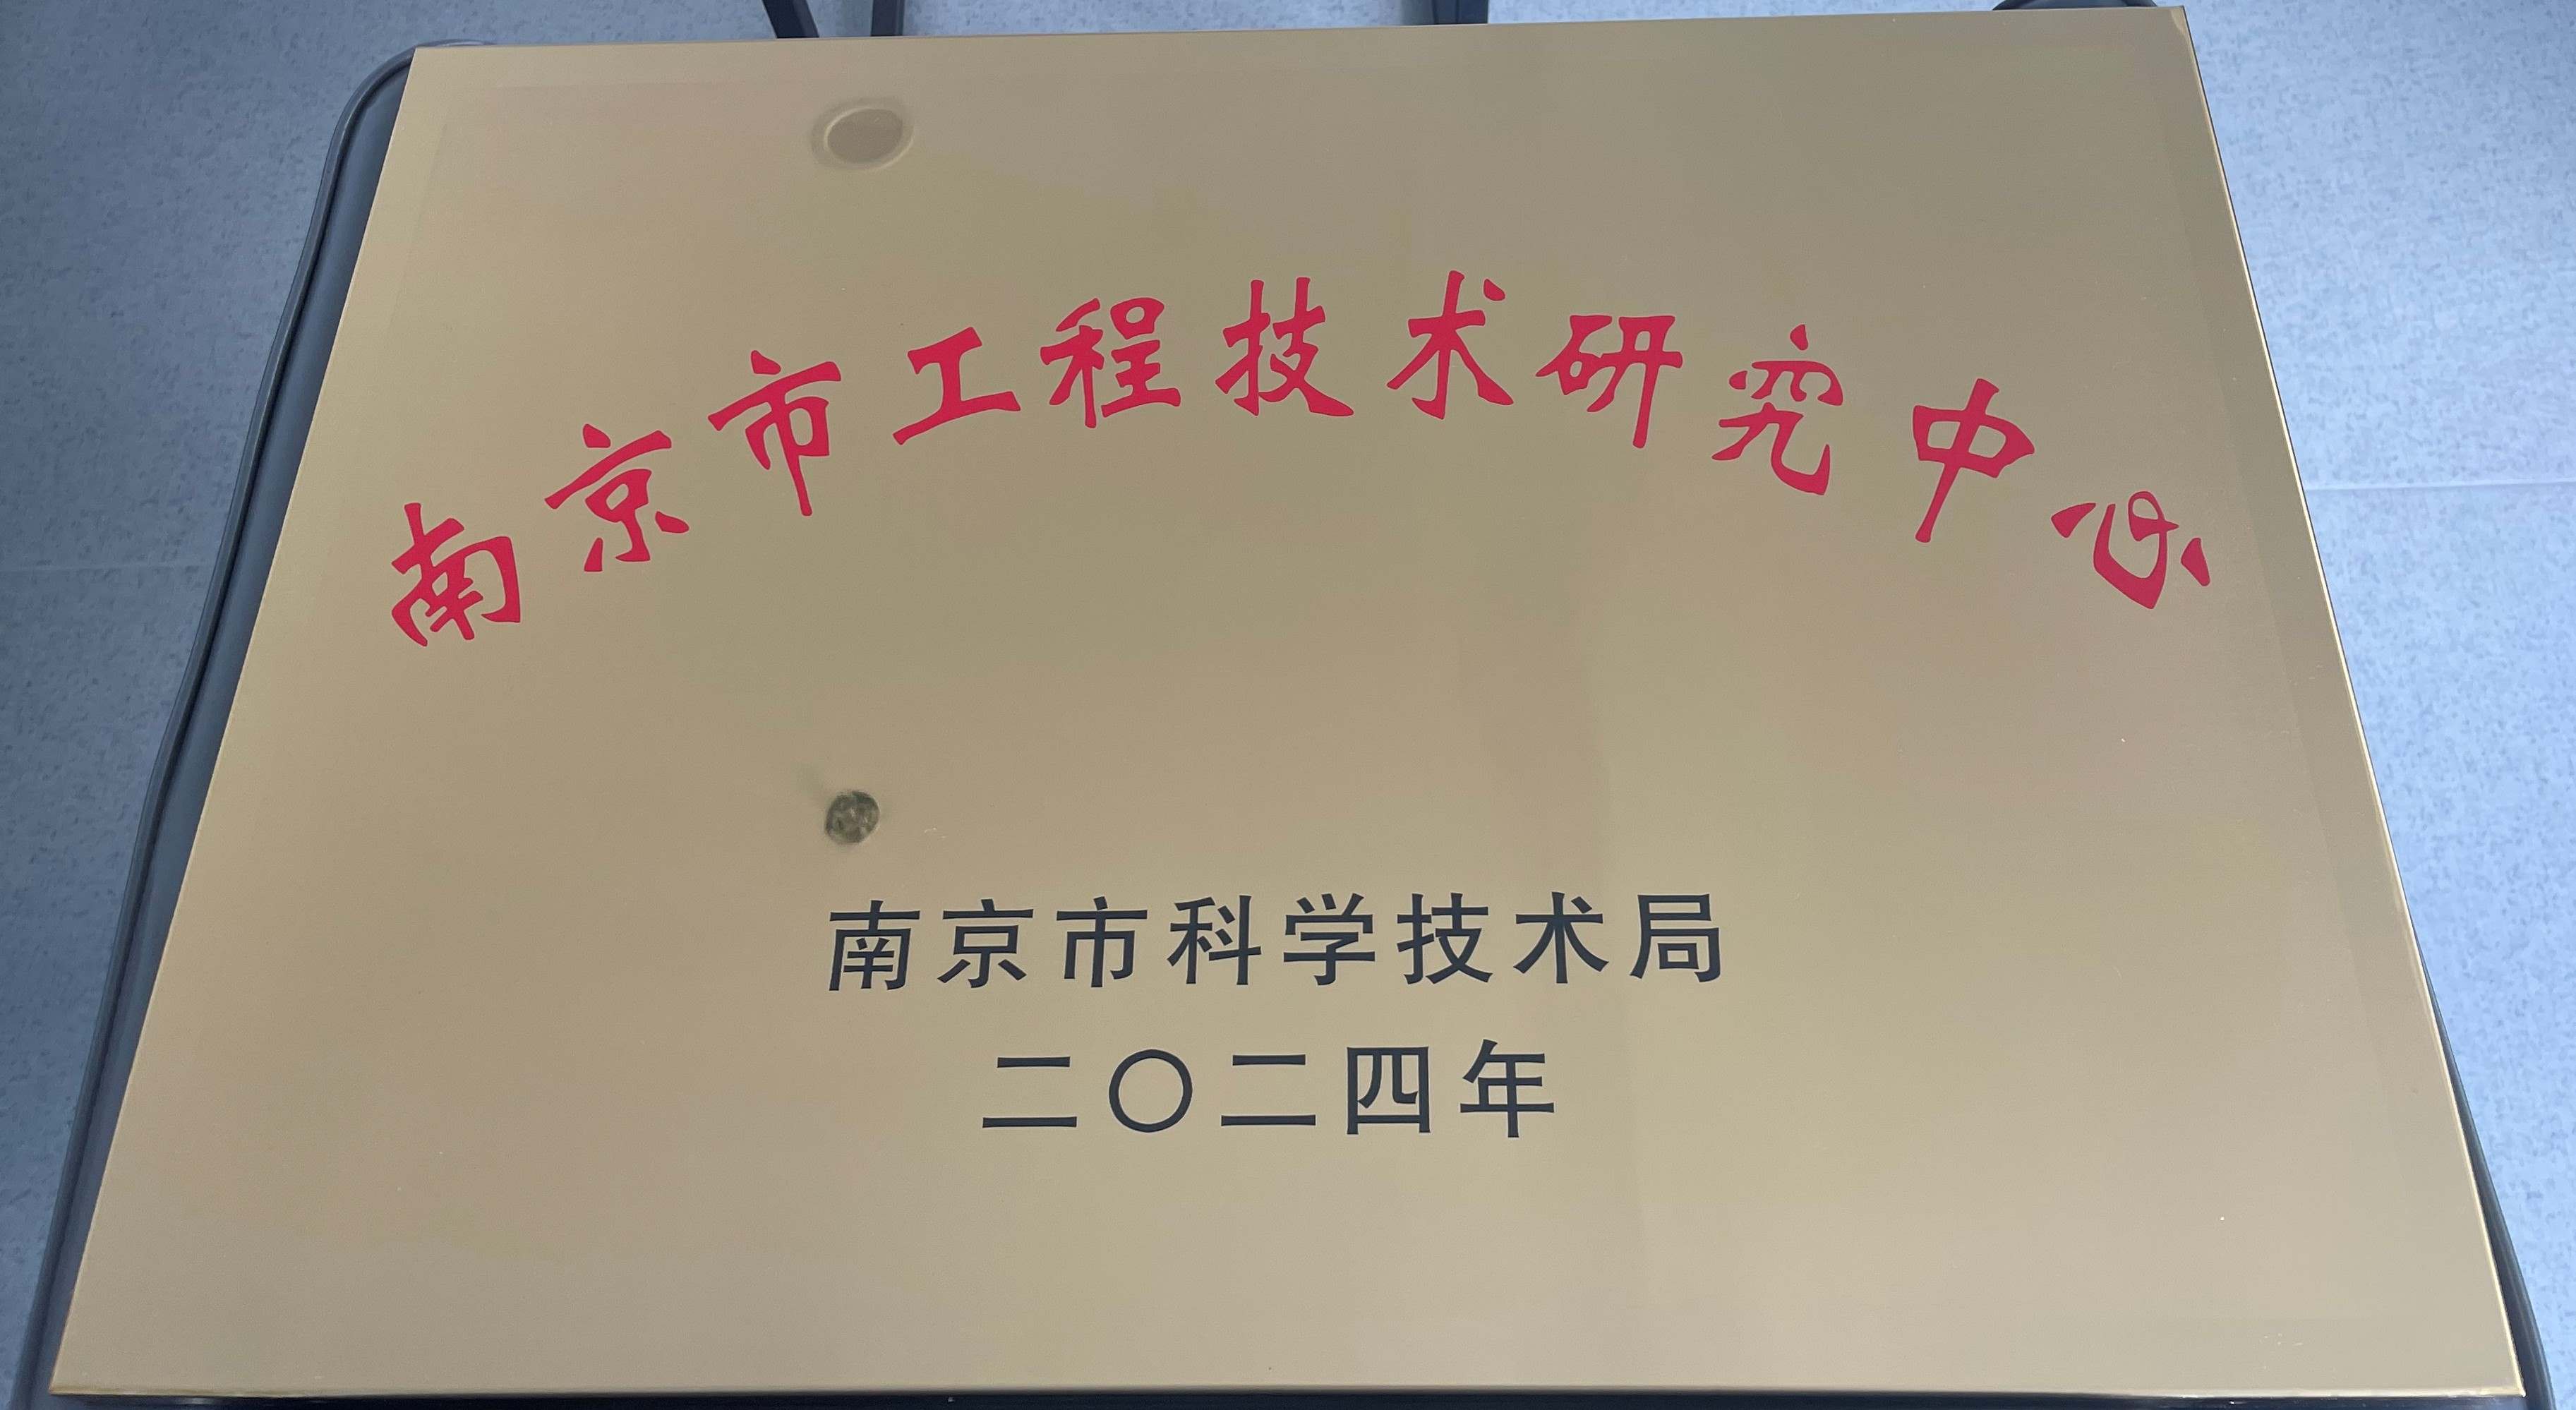 南京市工程技术研究中心
南京市科学技术局
二〇二四年